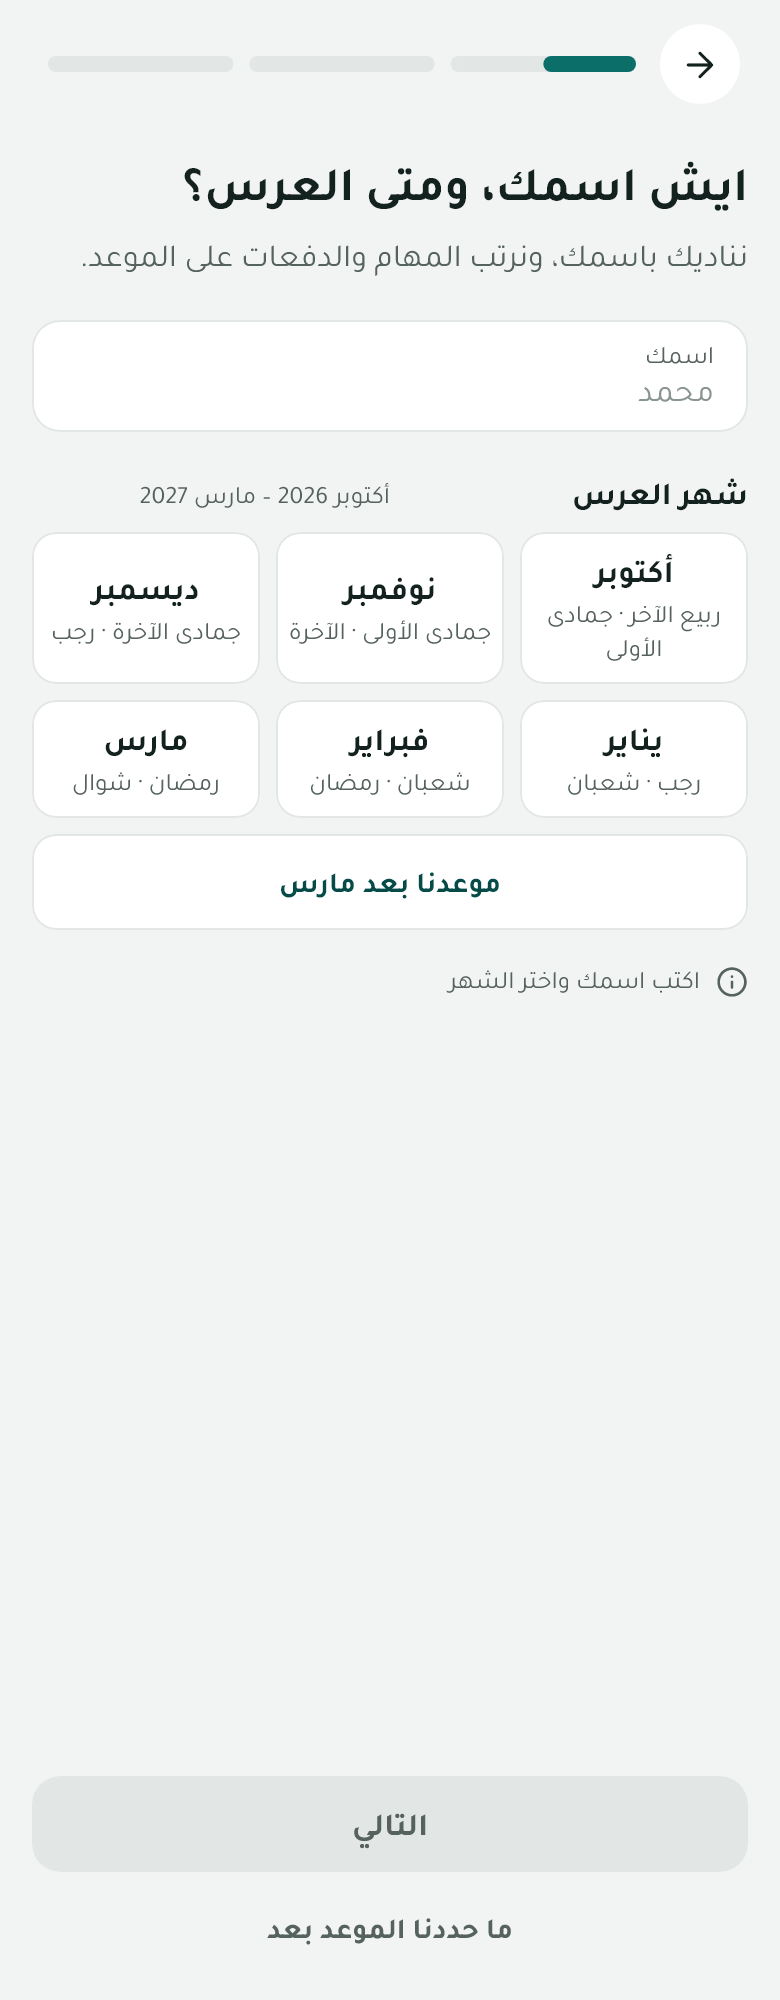 ايش اسمك، ومتى العرس؟
نناديك باسمك، ونرتب المهام والدفعات على الموعد.
اسمك
محمد
شهر العرس
أكتوبر 2026 - مارس 2027
أكتوبر
ربيع الآخر · جمادى
الأولى
نوفمبر
جمادى الأولى · الآخرة
ديسمبر
جمادى الآخرة · رجب
يناير
رجب · شعبان
فبراير
شعبان · رمضان
مارس
رمضان · شوال
موعدنا بعد مارس
اكتب اسمك واختر الشهر
التالي
ما حددنا الموعد بعد